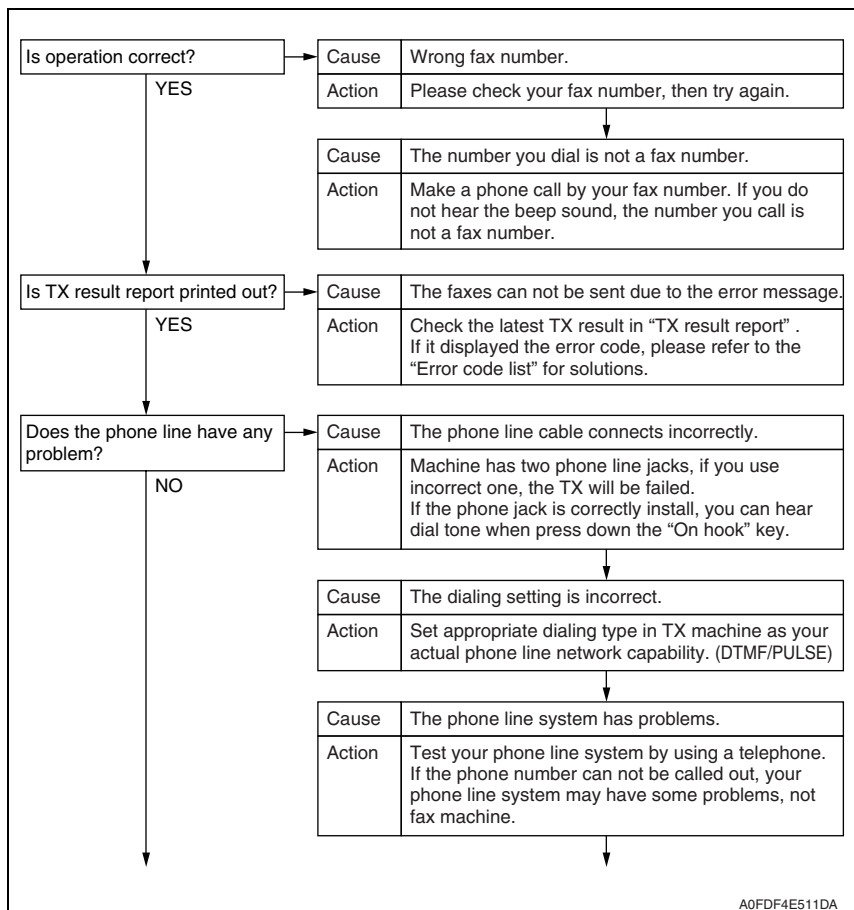 Is operation correct?
YES
Cause Wrong fax number.
Action Please check your fax number, then try again.
Cause The number you dial is not a fax number.
Action Make a phone call by your fax number. If you do
not hear the beep sound, the number you call is
not a fax number.
Is TX result report printed out?
YES
Cause The faxes can not be sent due to the error message.
Action Check the latest TX result in “TX result report” .
If it displayed the error code, please refer to the
“Error code list” for solutions.
Does the phone line have any
problem?
NO
Cause The phone line cable connects incorrectly.
Action Machine has two phone line jacks, if you use
incorrect one, the TX will be failed.
If the phone jack is correctly install, you can hear
dial tone when press down the “On hook” key.
Cause The dialing setting is incorrect.
Action Set appropriate dialing type in TX machine as your
actual phone line network capability. (DTMF/PULSE)
Cause The phone line system has problems.
Action Test your phone line system by using a telephone.
If the phone number can not be called out, your
phone line system may have some problems, not
fax machine.
A0FDF4E511DA